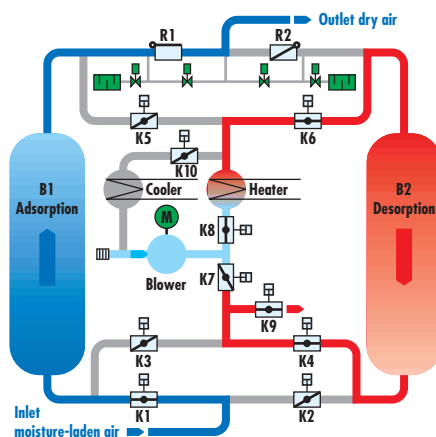 Outlet dry air
R1
R2
K5
K6
K10
B1
Adsorption
Cooler
Heater
B2
Desorption
M
K8
Blower
K7
K9
K3
K4
K1
K2
Inlet
moisture-laden air